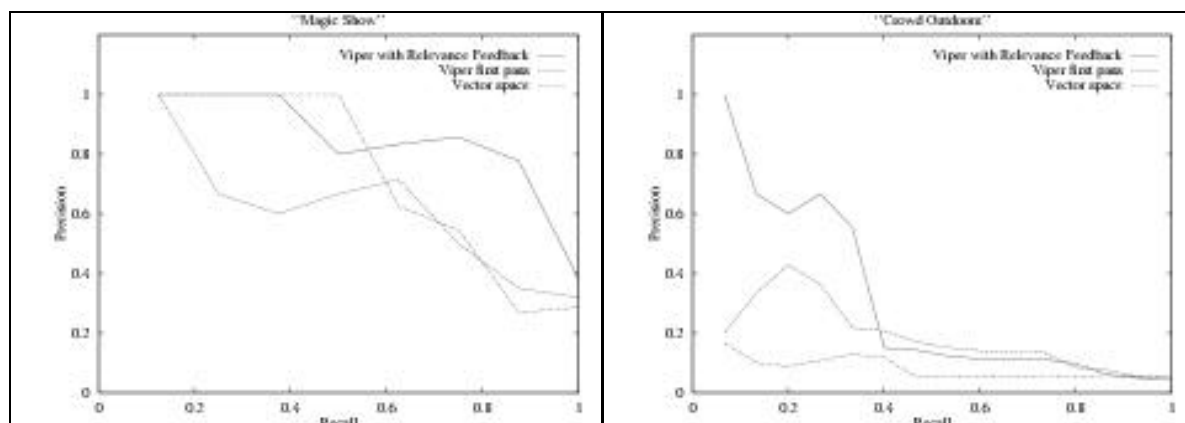 "Magic Show"
Viper with Relevance Feedback
Viper first pass
Vector space
Precision
1
0.8
0.6
0.4
0.2
0
0
0.2
0.4
0.6
0.8
1
Recall
"Crowd Outdoors"
Viper with Relevance Feedback
Viper first pass
Vector space
Precision
1
0.8
0.6
0.4
0.2
0
0
0.2
0.4
0.6
0.8
1
Recall